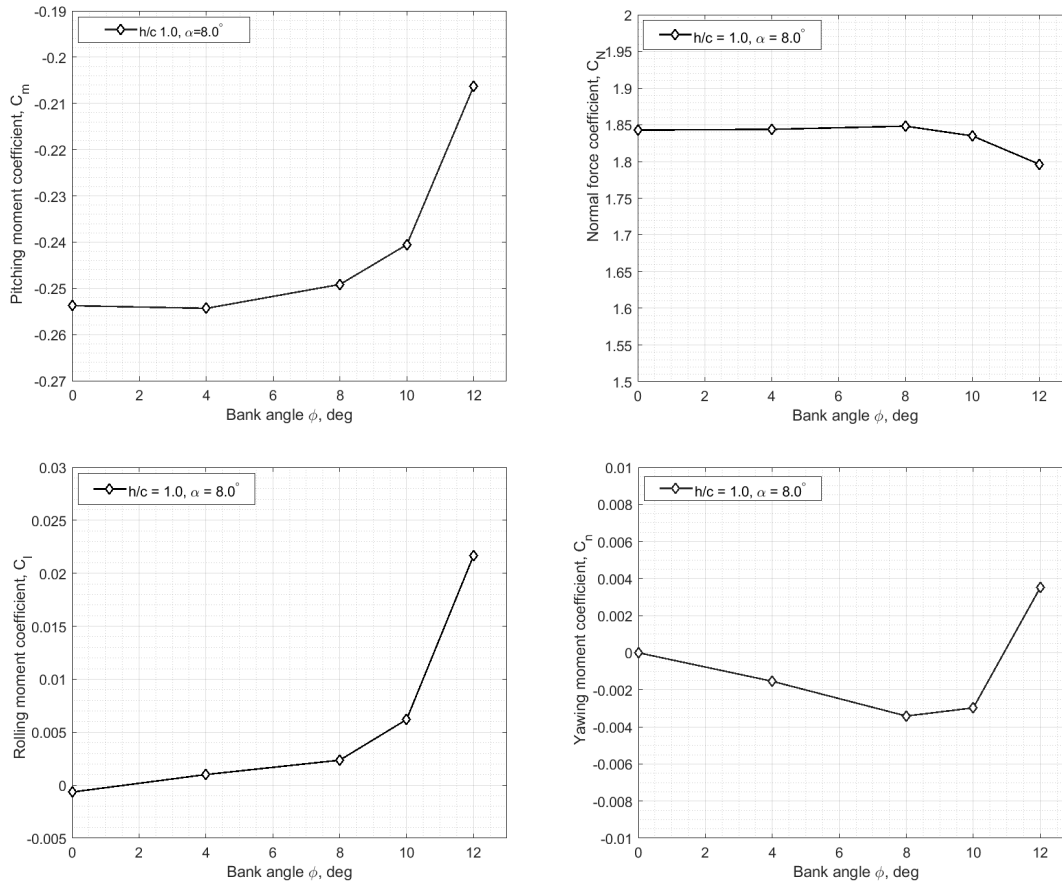 -0.19
-0.2
-0.21
-0.22
-0.23
-0.24
-0.25
-0.26
-0.27
Pitching moment coefficient, C_m
h/c 1.0, α=8.0°
0 2 4 6 8 10 12
Bank angle ϕ, deg
2
1.95
1.9
1.85
1.8
1.75
1.7
1.65
1.6
1.55
1.5
Normal force coefficient, C_N
h/c = 1.0, α = 8.0°
0 2 4 6 8 10 12
Bank angle ϕ, deg
0.03
0.025
0.02
0.015
0.01
0.005
0
-0.005
Rolling moment coefficient, C_l
h/c = 1.0, α = 8.0°
0 2 4 6 8 10 12
Bank angle ϕ, deg
0.01
0.008
0.006
0.004
0.002
0
-0.002
-0.004
-0.006
-0.008
-0.01
Yawing moment coefficient, C_n
h/c = 1.0, α = 8.0°
0 2 4 6 8 10 12
Bank angle ϕ, deg